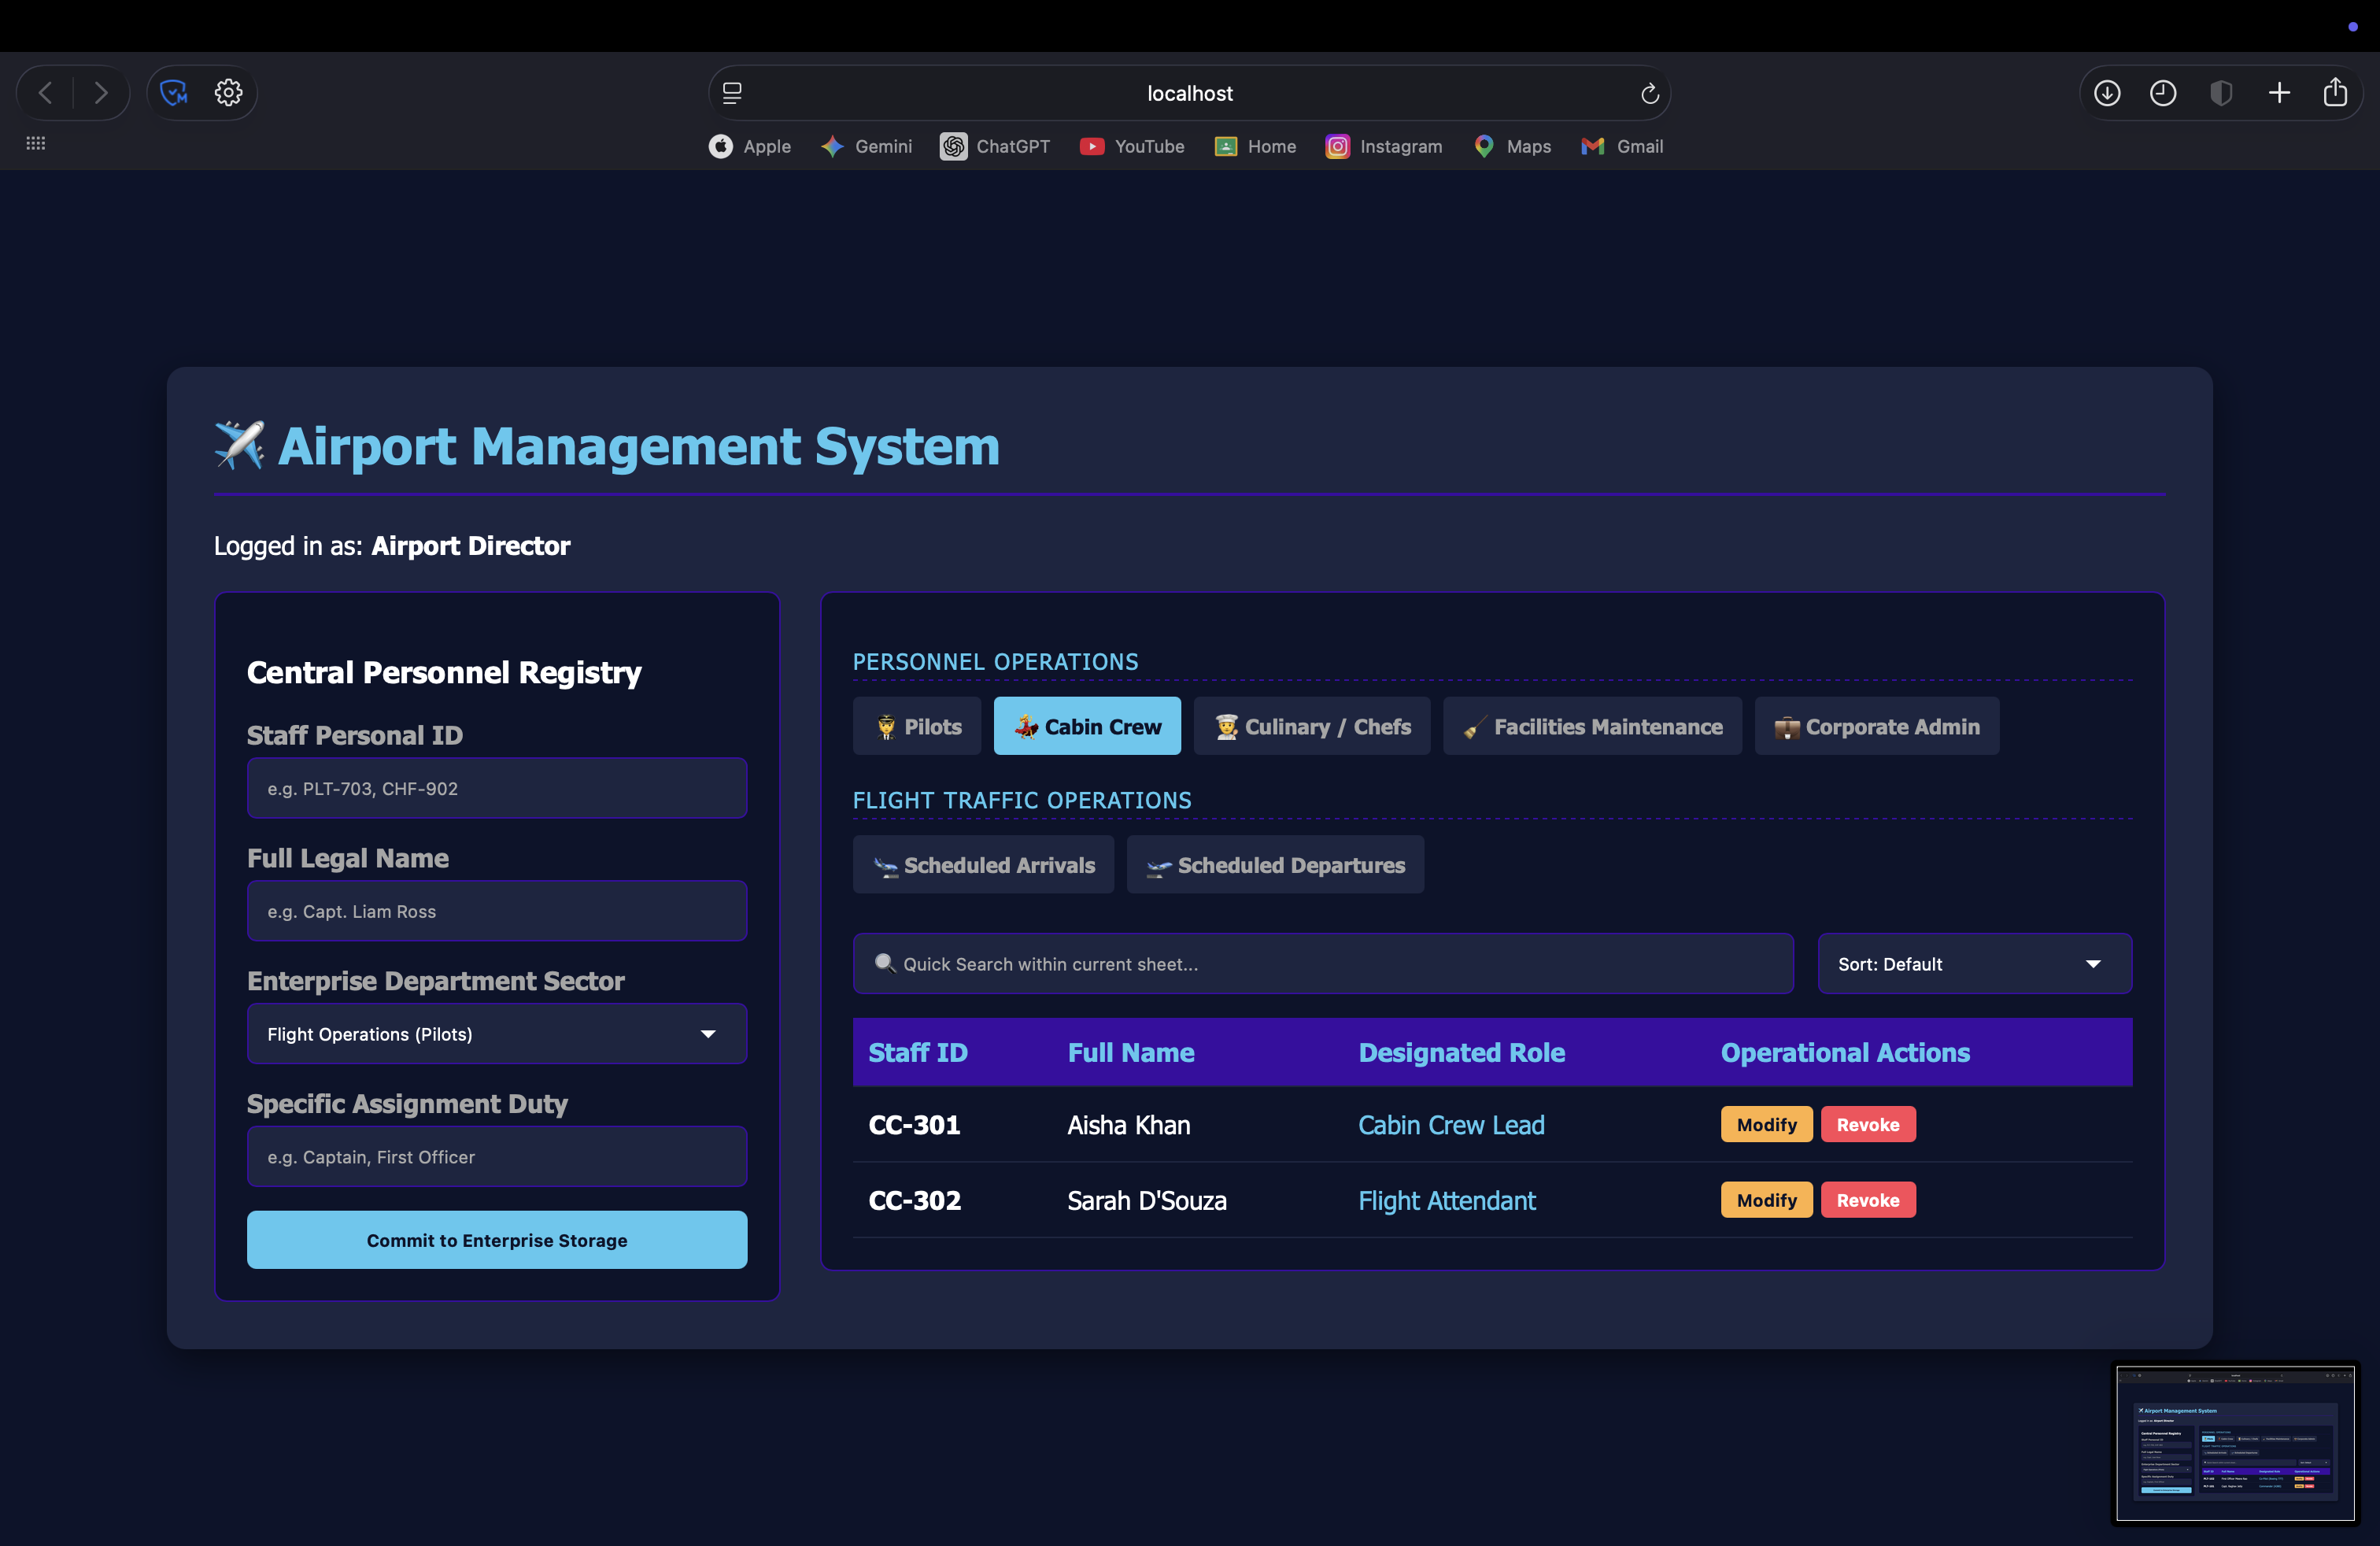 localhost
Apple Gemini ChatGPT YouTube Home Instagram Maps Gmail
Airport Management System
Logged in as: Airport Director
Central Personnel Registry
Staff Personal ID
e.g. PLT-703, CHF-902
Full Legal Name
e.g. Capt. Liam Ross
Enterprise Department Sector
Flight Operations (Pilots)
Specific Assignment Duty
e.g. Captain, First Officer
Commit to Enterprise Storage
PERSONNEL OPERATIONS
Pilots Cabin Crew Culinary / Chefs Facilities Maintenance Corporate Admin
FLIGHT TRAFFIC OPERATIONS
Scheduled Arrivals Scheduled Departures
Quick Search within current sheet... Sort: Default
Staff ID Full Name Designated Role Operational Actions
CC-301 Aisha Khan Cabin Crew Lead Modify Revoke
CC-302 Sarah D'Souza Flight Attendant Modify Revoke
Airport Management System